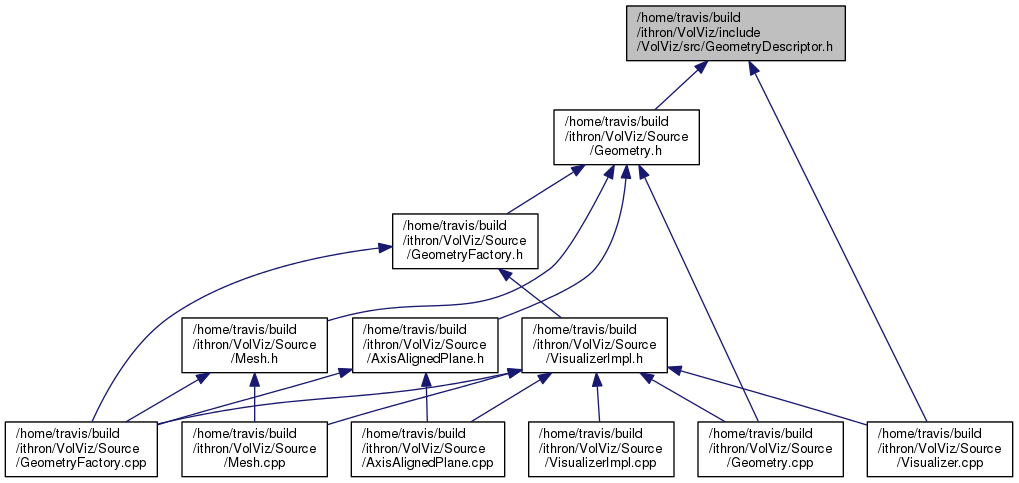 /home/travis/build
/ithron/VolViz/include
/VolViz/src/GeometryDescriptor.h
/home/travis/build
/ithron/VolViz/Source
/Geometry.h
/home/travis/build
/ithron/VolViz/Source
/GeometryFactory.h
/home/travis/build
/ithron/VolViz/Source
/Mesh.h
/home/travis/build
/ithron/VolViz/Source
/AxisAlignedPlane.h
/home/travis/build
/ithron/VolViz/Source
/VisualizerImpl.h
/home/travis/build
/ithron/VolViz/Source
/GeometryFactory.cpp
/home/travis/build
/ithron/VolViz/Source
/Mesh.cpp
/home/travis/build
/ithron/VolViz/Source
/AxisAlignedPlane.cpp
/home/travis/build
/ithron/VolViz/Source
/VisualizerImpl.cpp
/home/travis/build
/ithron/VolViz/Source
/Geometry.cpp
/home/travis/build
/ithron/VolViz/Source
/Visualizer.cpp